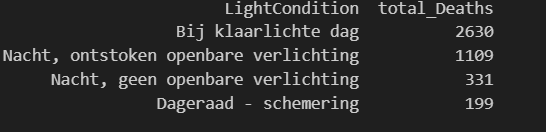 LightCondition total_Deaths
Bij klaarlichte dag 2630
Nacht, ontstoken openbare verlichting 1109
Nacht, geen openbare verlichting 331
Dageraad - schemering 199